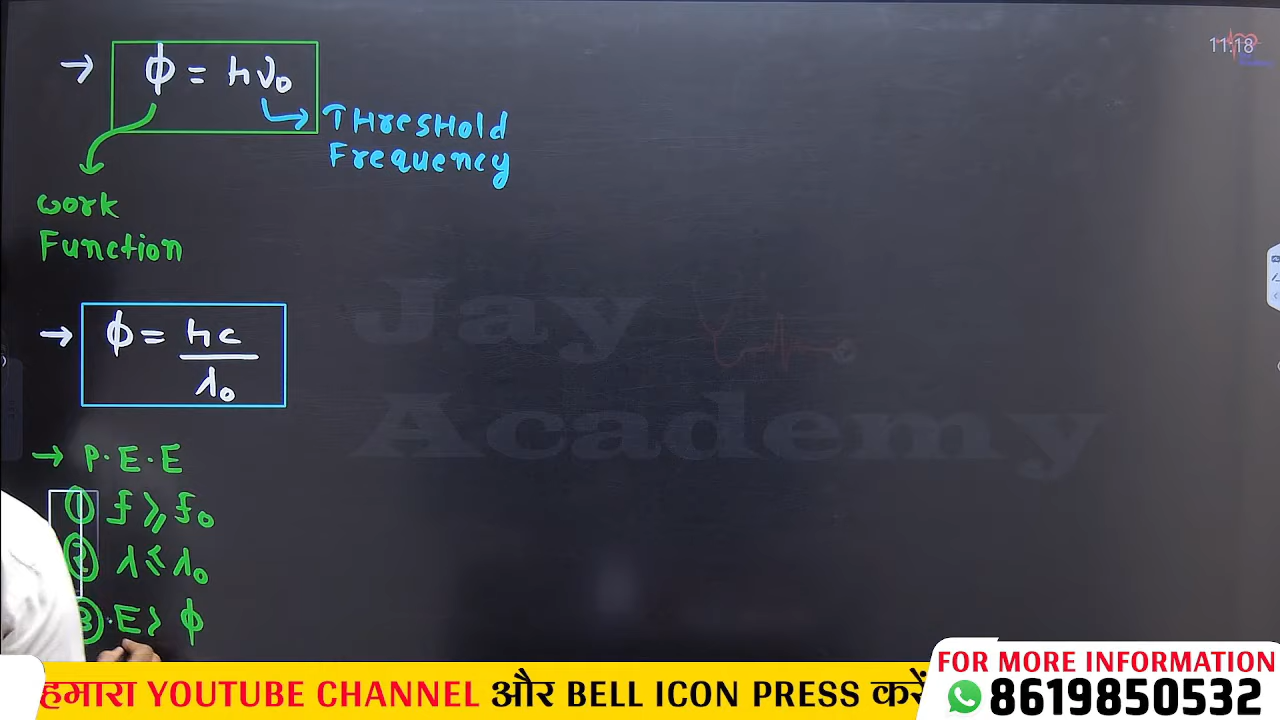 11:18
→ ϕ = hν₀
THresHold
Frequency
work
Function
→ ϕ = hc
λ₀
Jay
Academy
→ P.E.E
① f ⩾ f₀
② λ ≤ λ₀
③ E > ϕ
हमारा YOUTUBE CHANNEL और BELL ICON PRESS करें
FOR MORE INFORMATION
8619850532